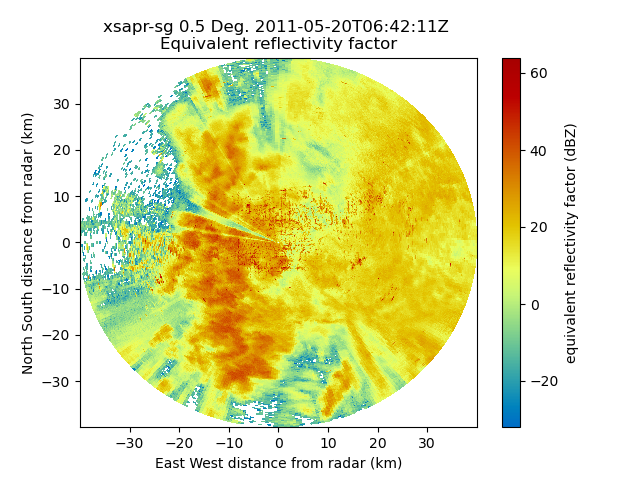 xsapr-sg 0.5 Deg. 2011-05-20T06:42:11Z
Equivalent reflectivity factor
North South distance from radar (km)
30
20
10
0
−10
−20
−30
−30 −20 −10 0 10 20 30
East West distance from radar (km)
60
40
20
0
−20
equivalent reflectivity factor (dBZ)